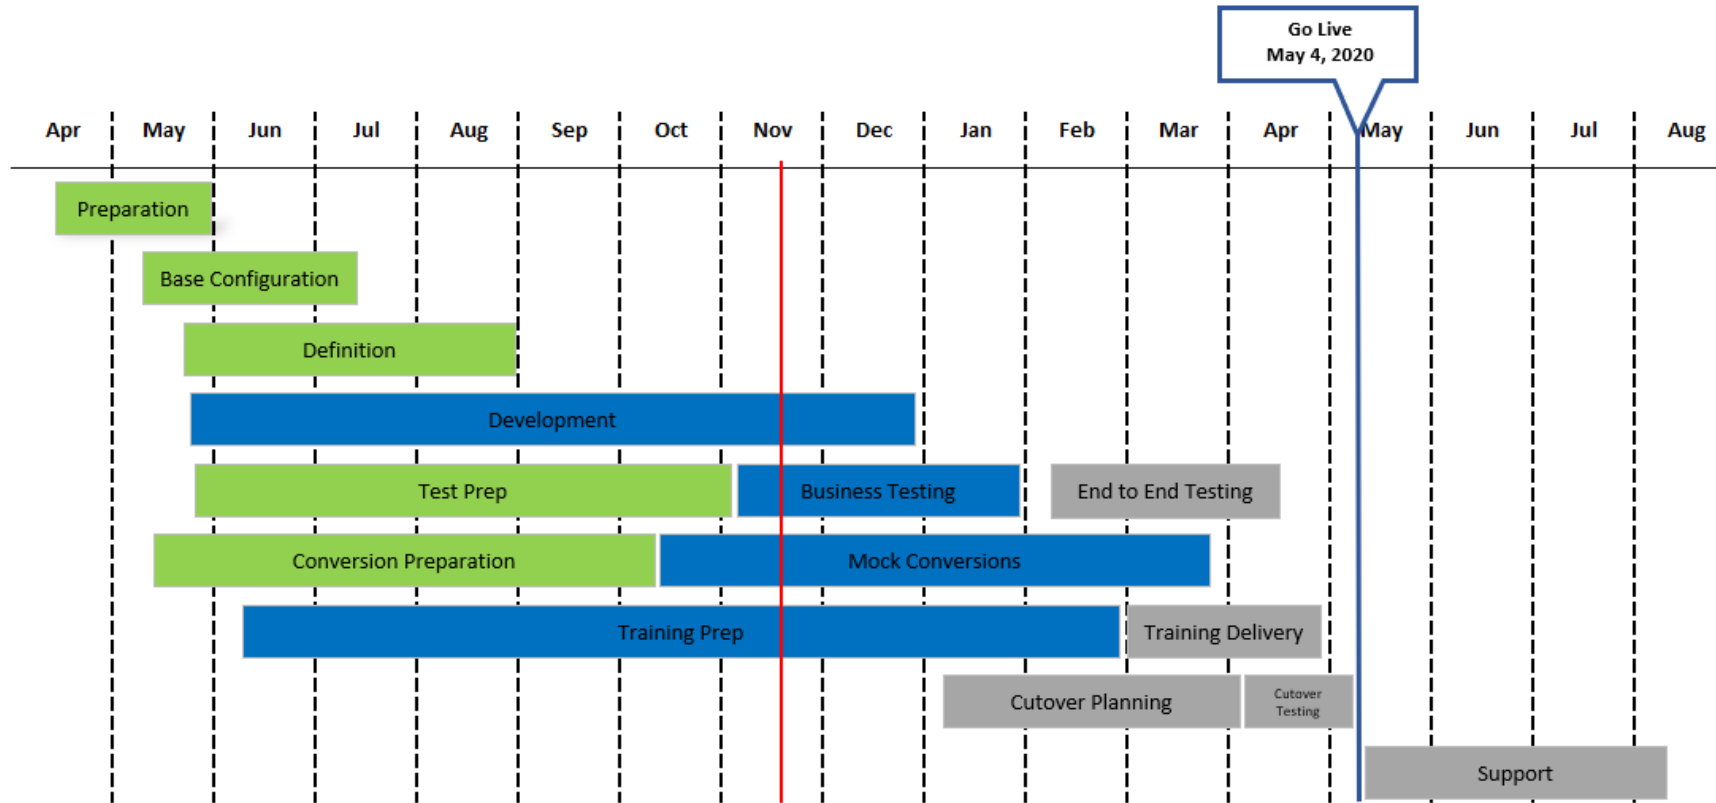 Go Live
May 4, 2020
Apr May Jun Jul Aug Sep Oct Nov Dec Jan Feb Mar Apr May Jun Jul Aug
Preparation
Base Configuration
Definition
Development
Test Prep Business Testing End to End Testing
Conversion Preparation Mock Conversions
Training Prep Training Delivery
Cutover Planning Cutover
Testing
Support